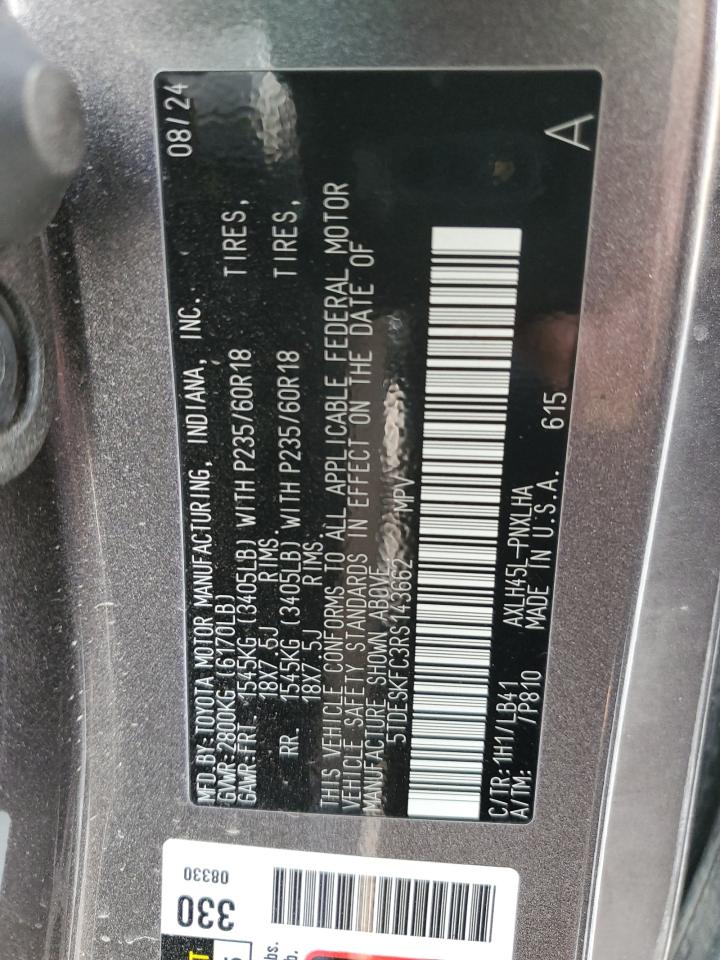 08/24
MFD.BY:TOYOTA MOTOR MANUFACTURING, INDIANA, INC.
GVWR:2800KG (6170LB)
GAWR:FRT. 1545KG (3405LB) WITH P235/60R18 TIRES,
18X7.5J RIMS.
RR. 1545KG (3405LB) WITH P235/60R18 TIRES,
18X7.5J RIMS.
THIS VEHICLE CONFORMS TO ALL APPLICABLE FEDERAL MOTOR
VEHICLE SAFETY STANDARDS IN EFFECT ON THE DATE OF
MANUFACTURE SHOWN ABOVE.
5TDESKFC3RS143662 MPV
C/TR:1H1/LB41 AXLH45L-PNXLHA 615
A/TM: /P810 MADE IN U.S.A.
A
330
08330
lbs.
lb.